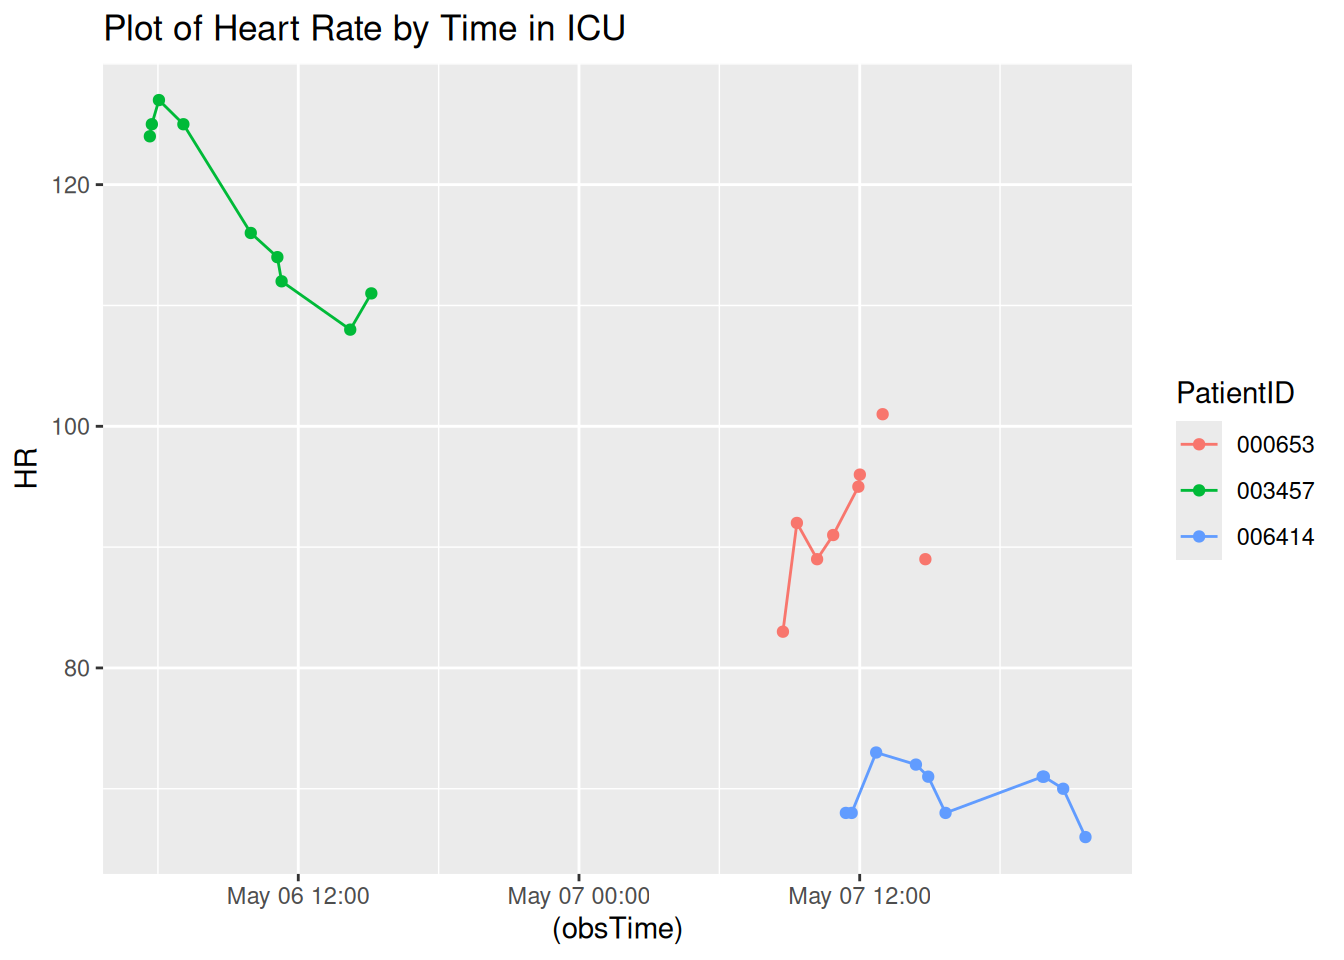 Plot of Heart Rate by Time in ICU
120
100
80
HR
May 06 12:00
May 07 00:00
May 07 12:00
(obsTime)
PatientID
000653
003457
006414